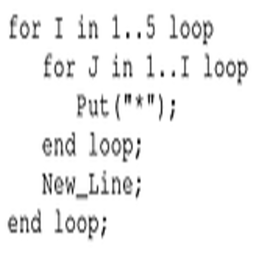 for I in 1..5 loop
   for J in 1..I loop
      Put("*");
   end loop;
   New_Line;
end loop;